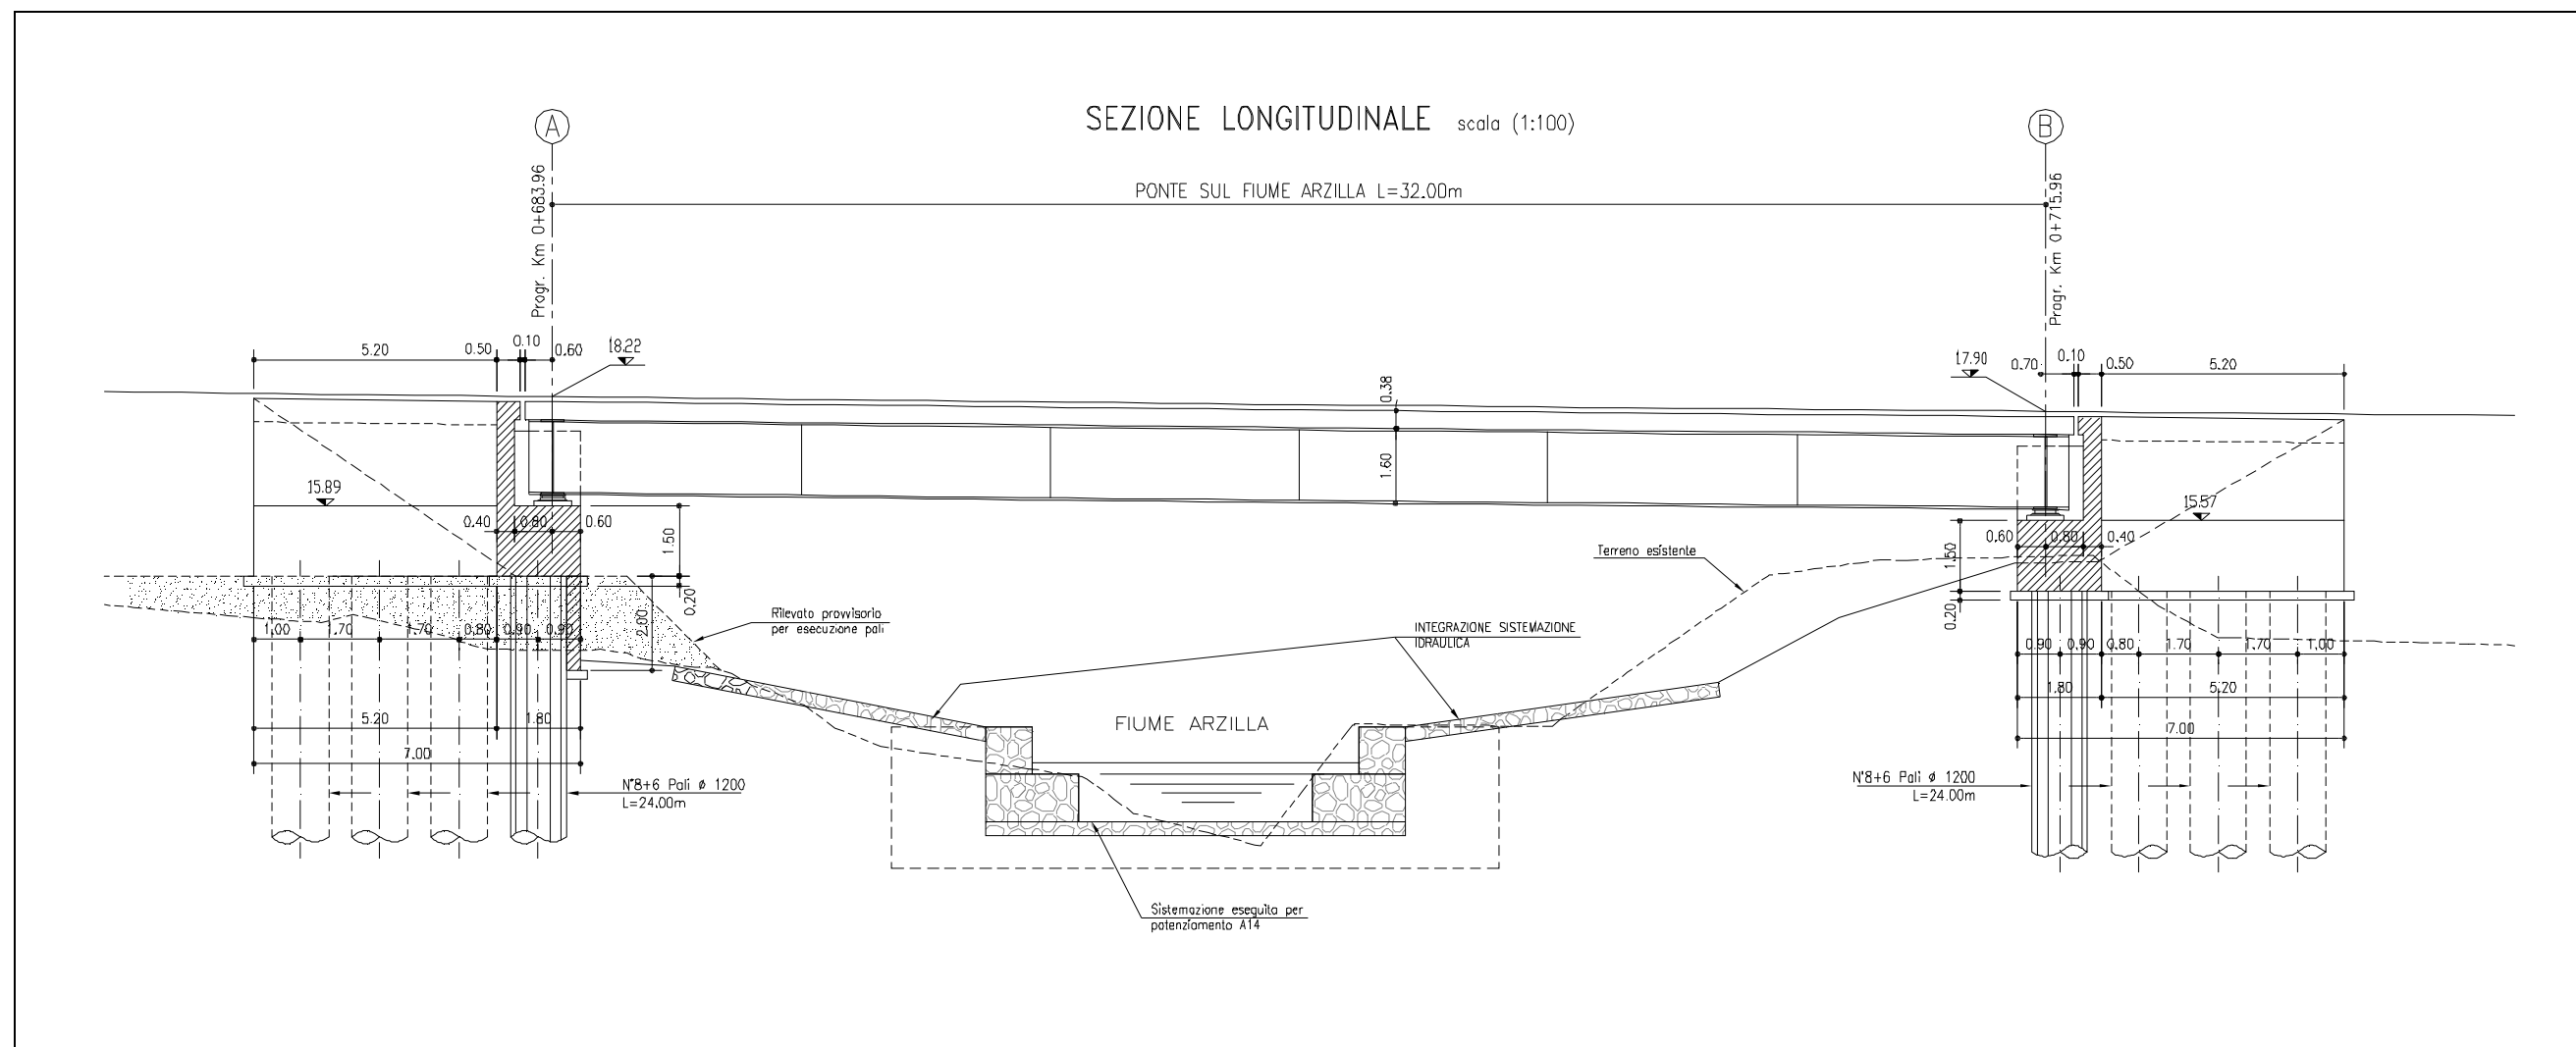 A
B
SEZIONE LONGITUDINALE scala (1:100)
PONTE SUL FIUME ARZILLA L=32.00m
Progr. Km 0+683.96
Progr. Km 0+715.96
5.20 0.50 0.10 0.60 18.22
17.90 0.70 0.10 0.50 5.20
0.38
1.60
15.89
15.57
0.40 0.80 0.60
1.50
0.20
2.00
0.60 0.80 0.40
1.50
0.20
Terreno esistente
Rilevato provvisorio
per esecuzione pali
INTEGRAZIONE SISTEMAZIONE
IDRAULICA
1.00 1.70 1.70 0.80 0.90 0.90
0.90 0.90 0.80 1.70 1.70 1.00
5.20 1.80
7.00
1.80 5.20
7.00
FIUME ARZILLA
N°8+6 Pali ø 1200
L=24.00m
N°8+6 Pali ø 1200
L=24.00m
Sistemazione eseguita per
potenziamento A14